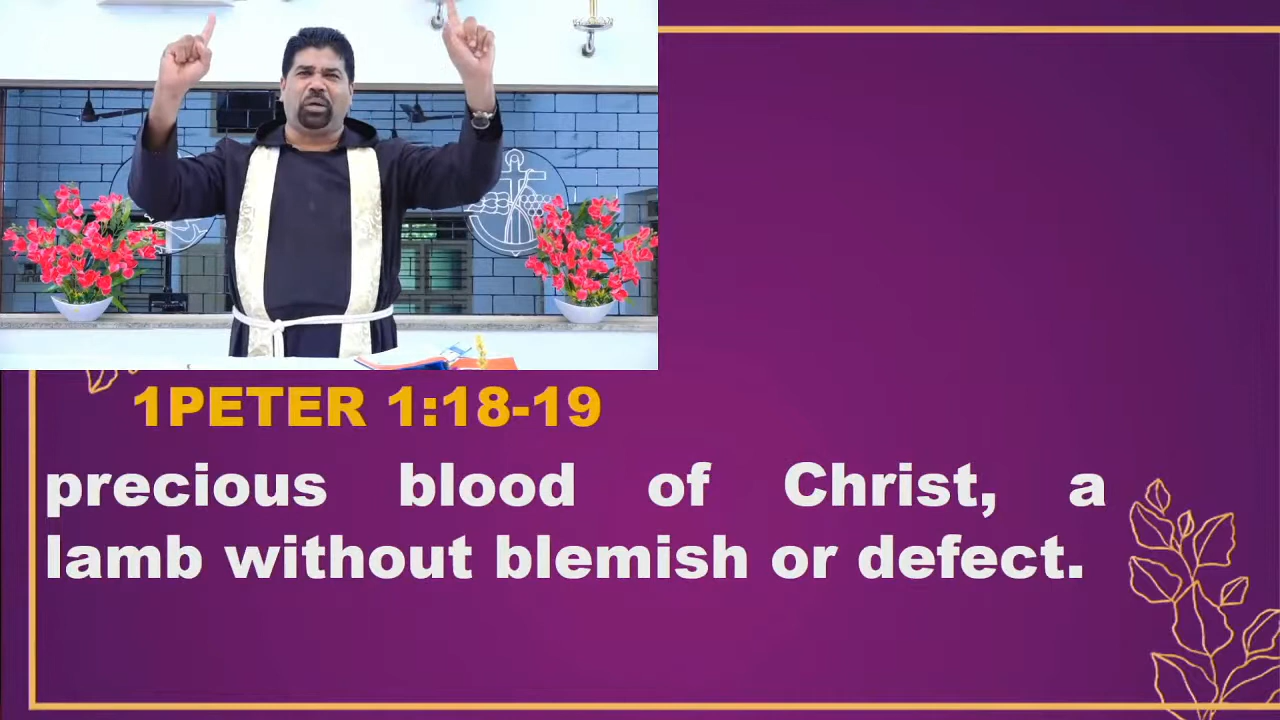 1PETER 1:18-19
precious blood of Christ, a
lamb without blemish or defect.